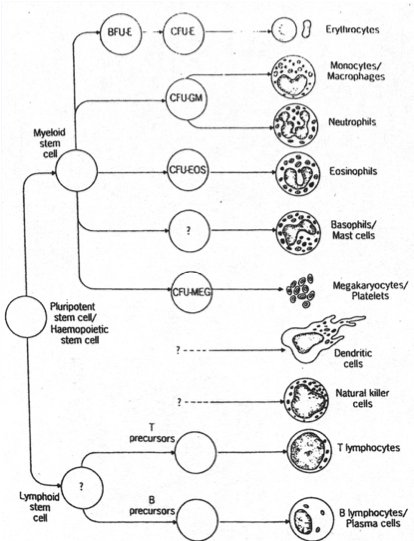 BFU-E
CFU-E
Erythrocytes
Monocytes/
Macrophages
CFU-GM
Neutrophils
Myeloid
stem
cell
CFU-EOS
Eosinophils
?
Basophils/
Mast cells
CFU-MEG
Megakaryocytes/
Platelets
Pluripotent
stem cell/
Haemopoietic
stem cell
?
Dendritic
cells
?
Natural killer
cells
T
precursors
T lymphocytes
?
Lymphoid
stem
cell
B
precursors
B lymphocytes/
Plasma cells